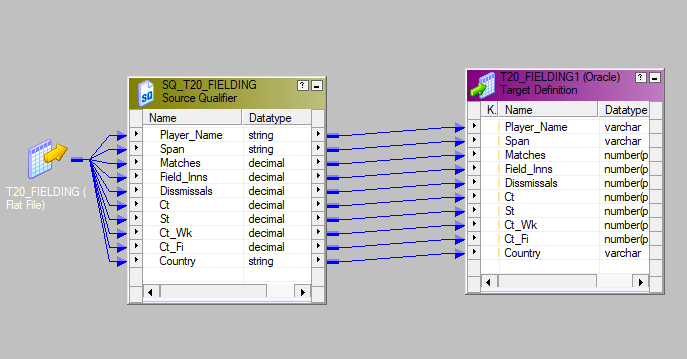 T20_FIELDING (
Flat File)
SQ_T20_FIELDING
Source Qualifier
Name Datatype
Player_Name string
Span string
Matches decimal
Field_Inns decimal
Dissmissals decimal
Ct decimal
St decimal
Ct_Wk decimal
Ct_Fi decimal
Country string
T20_FIELDING1 (Oracle)
Target Definition
K. Name Datatype
Player_Name varchar
Span varchar
Matches number(p
Field_Inns number(p
Dissmissals number(p
Ct number(p
St number(p
Ct_Wk number(p
Ct_Fi number(p
Country varchar